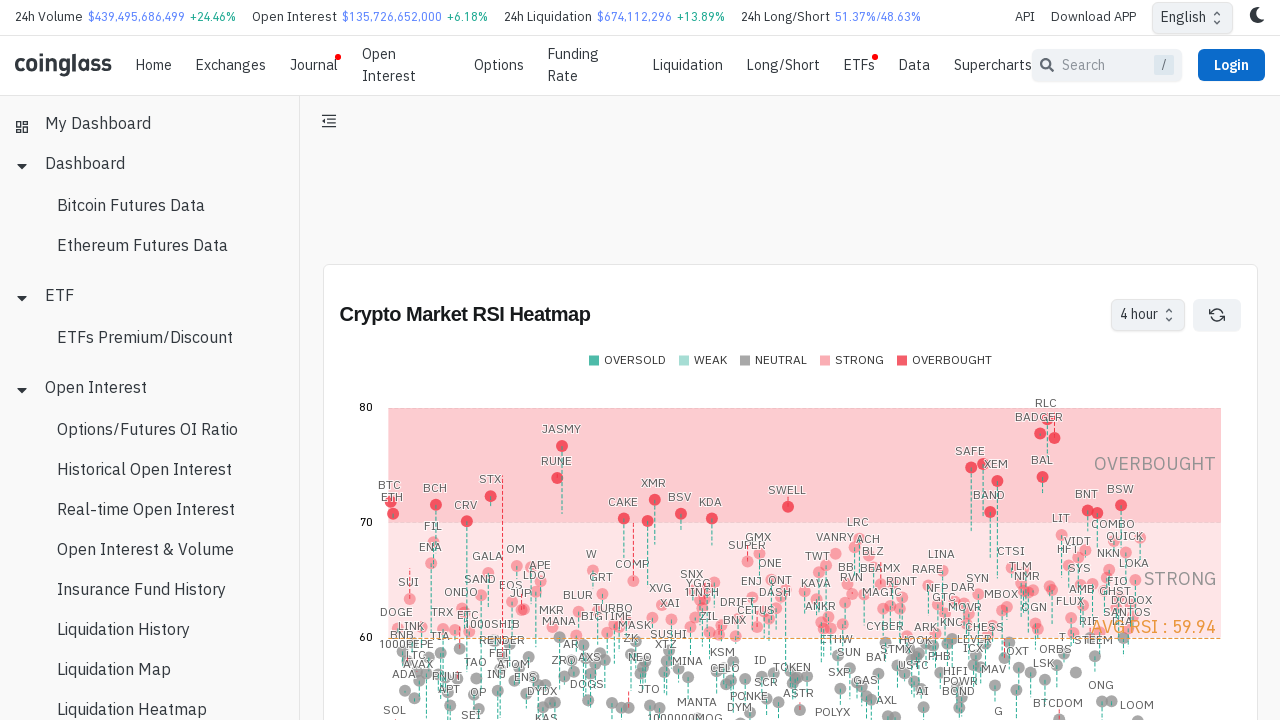 24h Volume $439,495,686,499 +24.46% Open Interest $135,726,652,000 +6.18% 24h Liquidation $674,112,296 +13.89% 24h Long/Short 51.37%/48.63% API Download APP English
coinglass Home Exchanges Journal Open Interest Options Funding Rate Liquidation Long/Short ETFs Data Supercharts Search / Login
My Dashboard
Dashboard
Bitcoin Futures Data
Ethereum Futures Data
ETF
ETFs Premium/Discount
Open Interest
Options/Futures OI Ratio
Historical Open Interest
Real-time Open Interest
Open Interest & Volume
Insurance Fund History
Liquidation History
Liquidation Map
Liquidation Heatmap
Crypto Market RSI Heatmap 4 hour
OVERSOLD WEAK NEUTRAL STRONG OVERBOUGHT
80
RLC
BADGER
JASMY
SAFE
RUNE BAL OVERBOUGHT
XEM
STX
BTC BCH XMR SWELL BSW
ETH CRV CAKE BSV KDA BAND BNT
70
FIL LRC LIT COMBO
GMX VANRY ACH QUICK
ENA SUPER VIDT
OM W TWT BLZ LINA CTSI HFT NKN
GALA APE COMP ONE BB BEAMX RARE TLM SYS LOKA
SUI SAND LDO GRT SNX ENJ QNT KAVA RVN RDNT SYN NMR STRONG
ONDO EOS JUP BLUR XVG YGG 1INCH DASH MAGIC NFP DAR MBOX AMB GHST FIO
DOGE TRX ETC MKR TURBO XAI DRIFT CETUS ANKR GTC MOVR OGN FLUX DODOX
LINK 1000SHIB MANA BIGTIME MASK ZIL BNX CYBER ARK KNC CHESS RIF SANTOS DIA
60 BNB TIA RENDER ZK SUSHI ETHW HOOK LEVER STEEM AVG RSI : 59.94
1000PEPE LTC FET AR NEO XTZ KSM SUN STMX PHB ICX OXT ORBS
AVAX TAO ATOM ZRO AXS MINA CELO ID TOKEN BAT USTC HIFI MAV LSK
ADA PNUT IND ENS DOGS JTO SCR SXP GAS POWR
APT OP DYDX MANTA PONKE ASTR AXL AI BOND ONG
SOL SEI KAS 1000000MOG DYM POLYX G BTCDOM LOOM